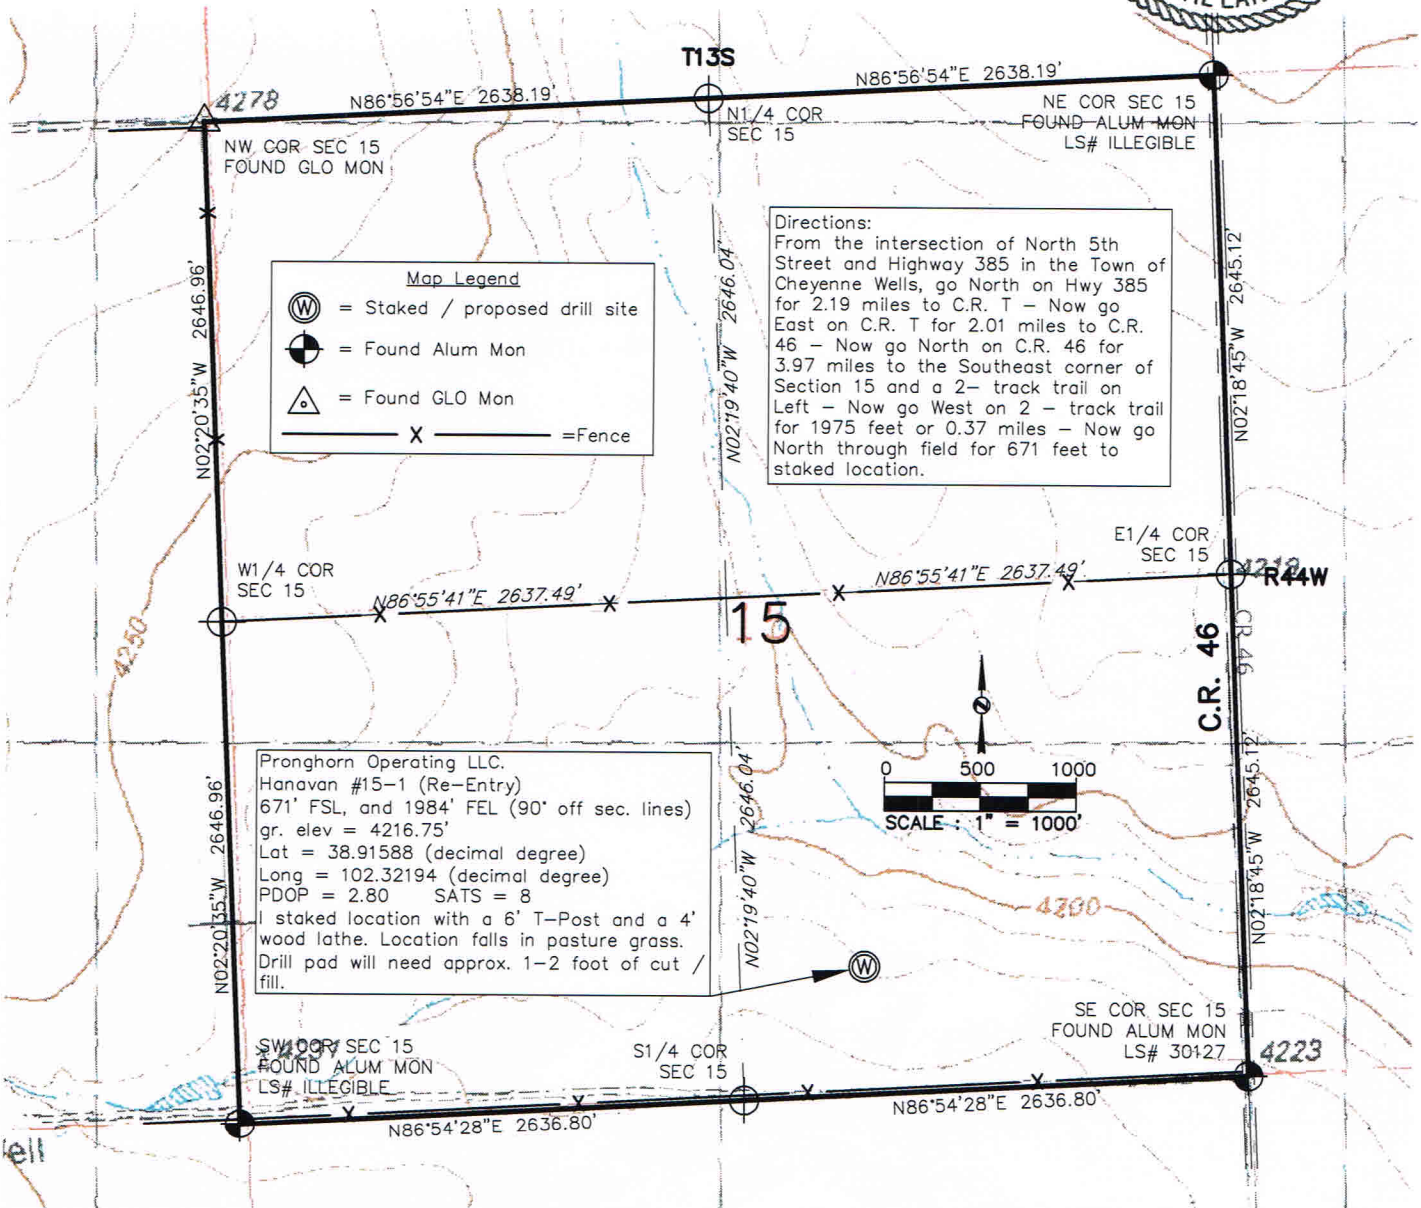 T13S
4278
N86°56'54"E 2638.19'
N86°56'54"E 2638.19'
NW COR SEC 15
FOUND GLO MON
N1/4 COR
SEC 15
NE COR SEC 15
FOUND ALUM MON
LS# ILLEGIBLE
Map Legend
W = Staked / proposed drill site
= Found Alum Mon
= Found GLO Mon
X =Fence
Directions:
From the intersection of North 5th
Street and Highway 385 in the Town of
Cheyenne Wells, go North on Hwy 385
for 2.19 miles to C.R. T – Now go
East on C.R. T for 2.01 miles to C.R.
46 – Now go North on C.R. 46 for
3.97 miles to the Southeast corner of
Section 15 and a 2– track trail on
Left – Now go West on 2 – track trail
for 1975 feet or 0.37 miles – Now go
North through field for 671 feet to
staked location.
N02°20'35"W 2646.96'
N02°19'40"W 2646.04'
N02°18'45"W 2645.12'
W1/4 COR
SEC 15
E1/4 COR
SEC 15
4219
R44W
N86°55'41"E 2637.49'
N86°55'41"E 2637.49'
15
4250
C.R. 46
CR 46
0 500 1000
SCALE : 1" = 1000'
Pronghorn Operating LLC.
Hanavan #15–1 (Re–Entry)
671' FSL, and 1984' FEL (90° off sec. lines)
gr. elev = 4216.75'
Lat = 38.91588 (decimal degree)
Long = 102.32194 (decimal degree)
PDOP = 2.80 SATS = 8
I staked location with a 6' T–Post and a 4'
wood lathe. Location falls in pasture grass.
Drill pad will need approx. 1–2 foot of cut /
fill.
N02°20'35"W 2646.96'
N02°19'40"W 2646.04'
N02°18'45"W 2645.12'
4200
W
SW COR SEC 15
FOUND ALUM MON
LS# ILLEGIBLE
S1/4 COR
SEC 15
SE COR SEC 15
FOUND ALUM MON
LS# 30127
4223
N86°54'28"E 2636.80'
N86°54'28"E 2636.80'
ell